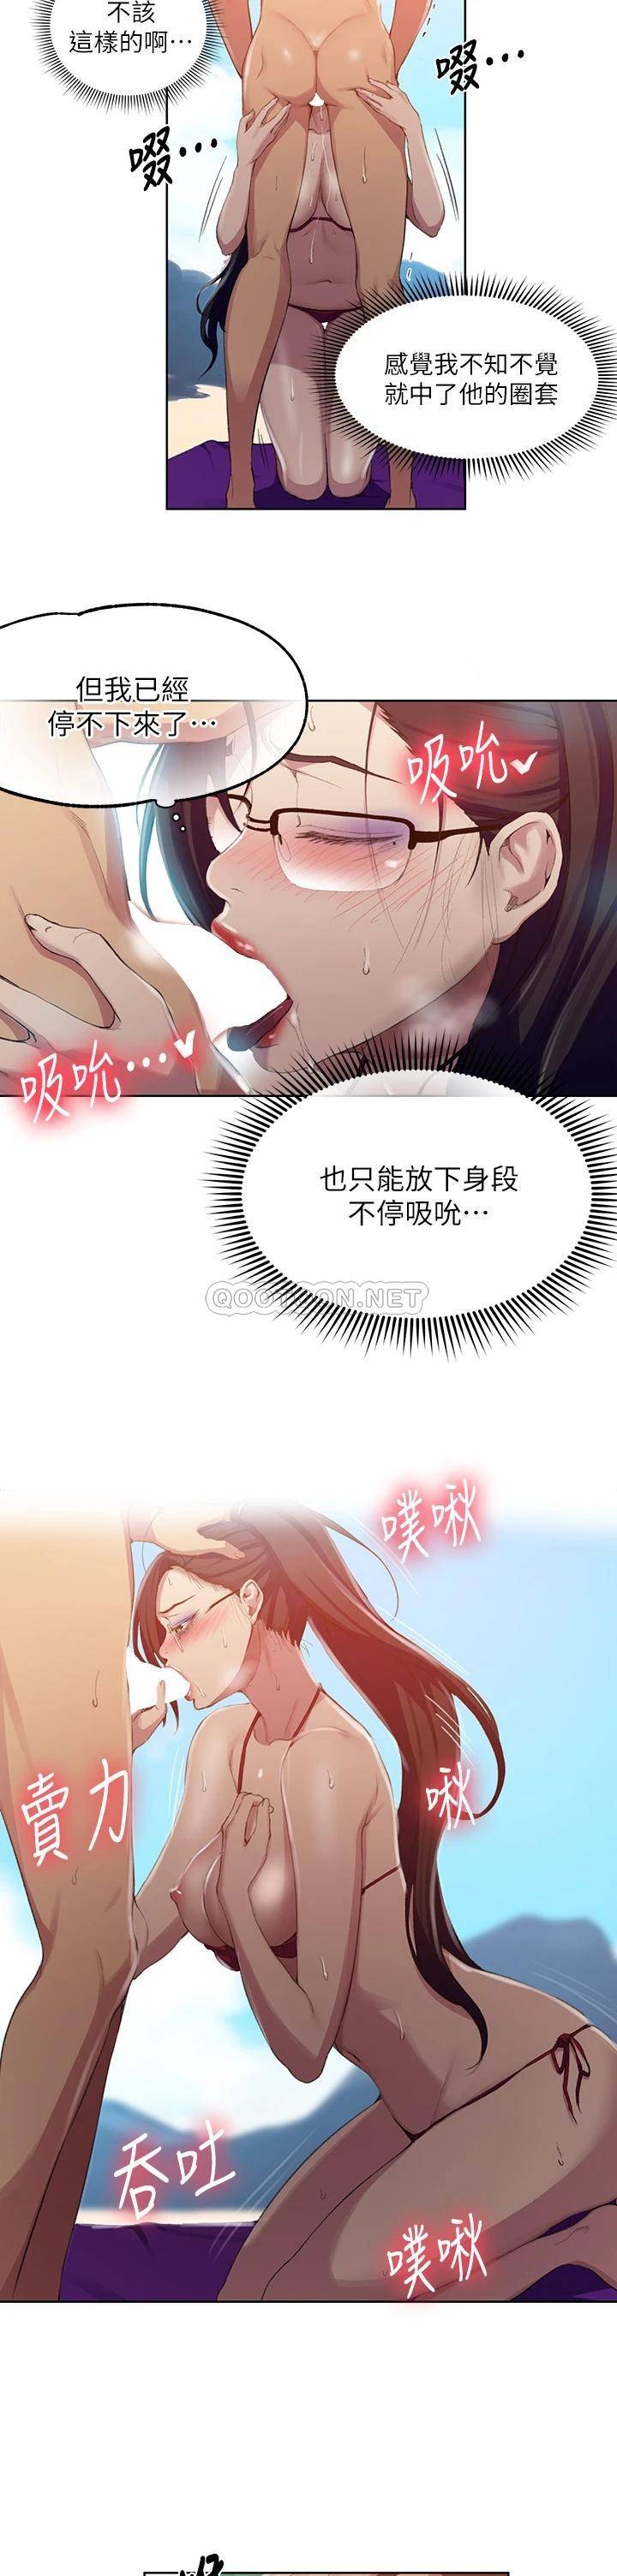 不該
這樣的啊…
啜…
啜…
感覺我不知不覺
就中了他的圈套
但我已經
停不下來了…
吸吮
吸吮…
也只能放下身段
不停吸吮…
QOOTOON.NET
噗啾
賣力
啾
吞吐
噗啾